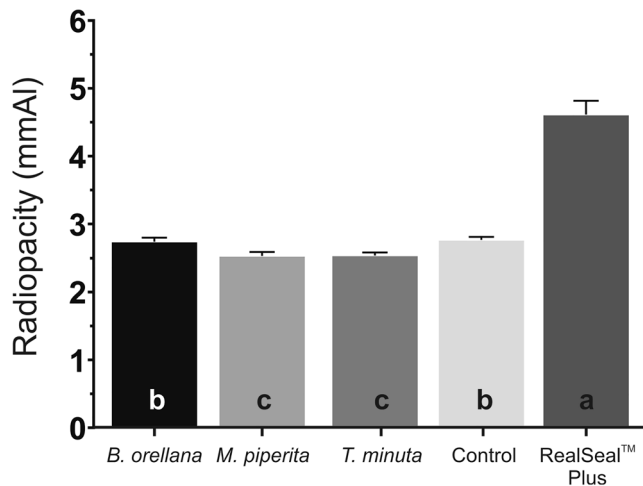 Radiopacity (mmAl)
6
5
4
3
2
1
0
b
c
c
b
a
B. orellana
M. piperita
T. minuta
Control
RealSeal™
Plus